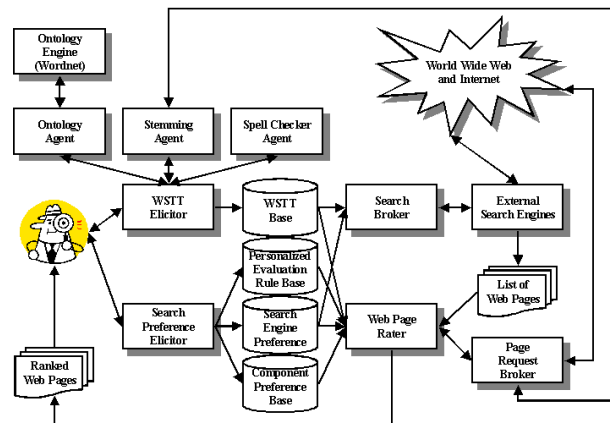 Ontology
Engine
(Wordnet)
World Wide Web
and Internet
Ontology
Agent
Stemming
Agent
Spell Checker
Agent
WSTT
Elicitor
WSTT
Base
Search
Broker
External
Search Engines
Personalized
Evaluation
Rule Base
List of
Web Pages
Search
Preference
Elicitor
Search
Engine
Preference
Web Page
Rater
Ranked
Web Pages
Component
Preference
Base
Page
Request
Broker